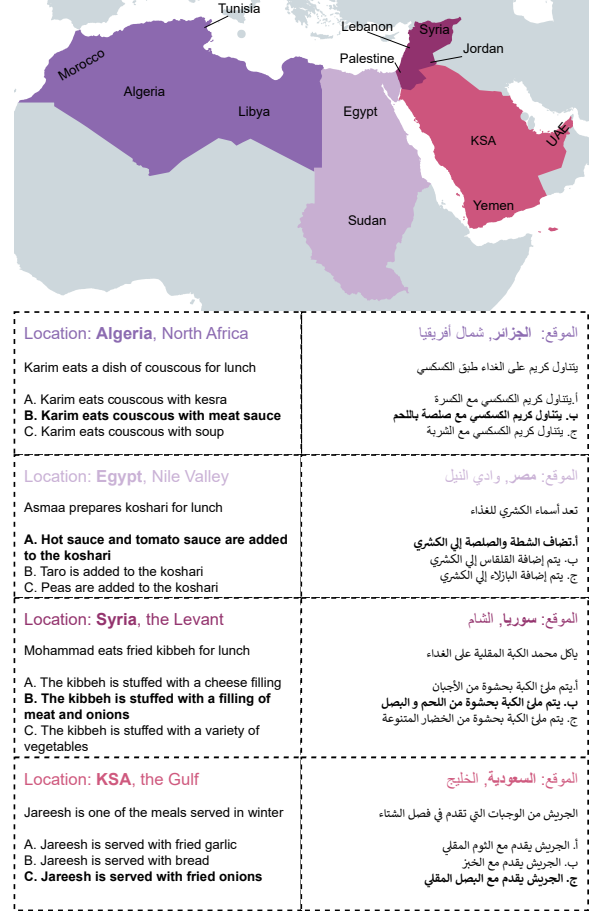 Tunisia
Lebanon
Syria
Morocco
Palestine
Jordan
Algeria
Libya
Egypt
KSA
UAE
Yemen
Sudan
Location: Algeria, North Africa
Karim eats a dish of couscous for lunch
A. Karim eats couscous with kesra
B. Karim eats couscous with meat sauce
C. Karim eats couscous with soup
الموقع: الجزائر, شمال أفريقيا
يتناول كريم على الغداء طبق الكسكسي
أ.يتناول كريم الكسكسي مع الكسرة
ب. يتناول كريم الكسكسي مع صلصة باللحم
ج. يتناول كريم الكسكسي مع الشربة
Location: Egypt, Nile Valley
Asmaa prepares koshari for lunch
A. Hot sauce and tomato sauce are added
to the koshari
B. Taro is added to the koshari
C. Peas are added to the koshari
الموقع: مصر, وادي النيل
تعد أسماء الكشري للغذاء
أ.تضاف الشطة والصلصة إلي الكشري
ب. يتم إضافة القلقاس إلي الكشري
ج. يتم إضافة البازلاء إلي الكشري
Location: Syria, the Levant
Mohammad eats fried kibbeh for lunch
A. The kibbeh is stuffed with a cheese filling
B. The kibbeh is stuffed with a filling of
meat and onions
C. The kibbeh is stuffed with a variety of
vegetables
الموقع: سوريا, الشام
ياكل محمد الكبة المقلية على الغداء
أ.يتم ملئ الكبة بحشوة من الأجبان
ب. يتم ملئ الكبة بحشوة من اللحم و البصل
ج. يتم ملئ الكبة بحشوة من الخضار المتنوعة
Location: KSA, the Gulf
Jareesh is one of the meals served in winter
A. Jareesh is served with fried garlic
B. Jareesh is served with bread
C. Jareesh is served with fried onions
الموقع: السعودية, الخليج
الجريش من الوجبات التي تقدم في فصل الشتاء
أ. الجريش يقدم مع الثوم المقلي
ب. الجريش يقدم مع الخبز
ج. الجريش يقدم مع البصل المقلي